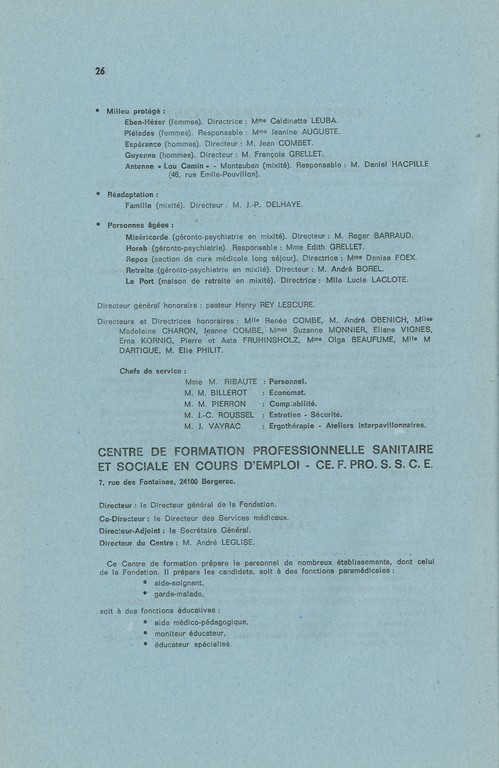 26
• Milieu protégé :
Eben-Hézer (femmes). Directrice : Mme Caldinette LEUBA.
Pléiades (femmes). Responsable : Mme Jeanine AUGUSTE.
Espérance (hommes). Directeur : M. Jean COMBET.
Guyenne (hommes). Directeur : M. François GRELLET.
Antenne « Lou Camin » - Montauban (mixité). Responsable : M. Daniel HACPILLE
(46, rue Emile-Pouvillon).
• Réadaptation :
Famille (mixité). Directeur : M. J.-P. DELHAYE.
• Personnes âgées :
Miséricorde (géronto-psychiatrie en mixité). Directeur : M. Roger BARRAUD.
Horeb (géronto-psychiatrie). Responsable : Mme Edith GRELLET.
Repos (section de cure médicale long séjour). Directrice : Mme Denise FOEX.
Retraite (géronto-psychiatrie en mixité). Directeur : M. André BOREL.
Le Port (maison de retraite en mixité). Directrice : Mlle Lucie LACLOTE.
Directeur général honoraire : pasteur Henry REY LESCURE.
Directeurs et Directrices honoraires : Mlle Renée COMBE, M. André OBENICH, Mlles
Madeleine CHARON, Jeanne COMBE, Mmes Suzanne MONNIER, Eliane VIGNES,
Erna KORNIG, Pierre et Asta FRUHINSHOLZ, Mme Olga BEAUFUME, Mlle M
DARTIGUE, M. Elie PHILIT.
Chefs de service :
Mme M. RIBAUTE : Personnel.
M. M. BILLEROT : Economat.
M. M. PIERRON : Comptabilité.
M. J.-C. ROUSSEL : Entretien - Sécurité.
M. J. VAYRAC : Ergothérapie - Ateliers interpavillonnaires.
CENTRE DE FORMATION PROFESSIONNELLE SANITAIRE
ET SOCIALE EN COURS D'EMPLOI - CE. F. PRO. S. S. C. E.
7, rue des Fontaines, 24100 Bergerac.
Directeur : le Directeur général de la Fondation.
Co-Directeur : le Directeur des Services médicaux.
Directeur-Adjoint : le Secrétaire Général.
Directeur du Centre : M. André LEGLISE.
Ce Centre de formation prépare le personnel de nombreux établissements, dont celui
de la Fondation. Il prépare les candidats, soit à des fonctions paramédicales :
• aide-soignant,
• garde-malade,
soit à des fonctions éducatives :
• aide médico-pédagogique,
• moniteur éducateur,
• éducateur spécialisé.